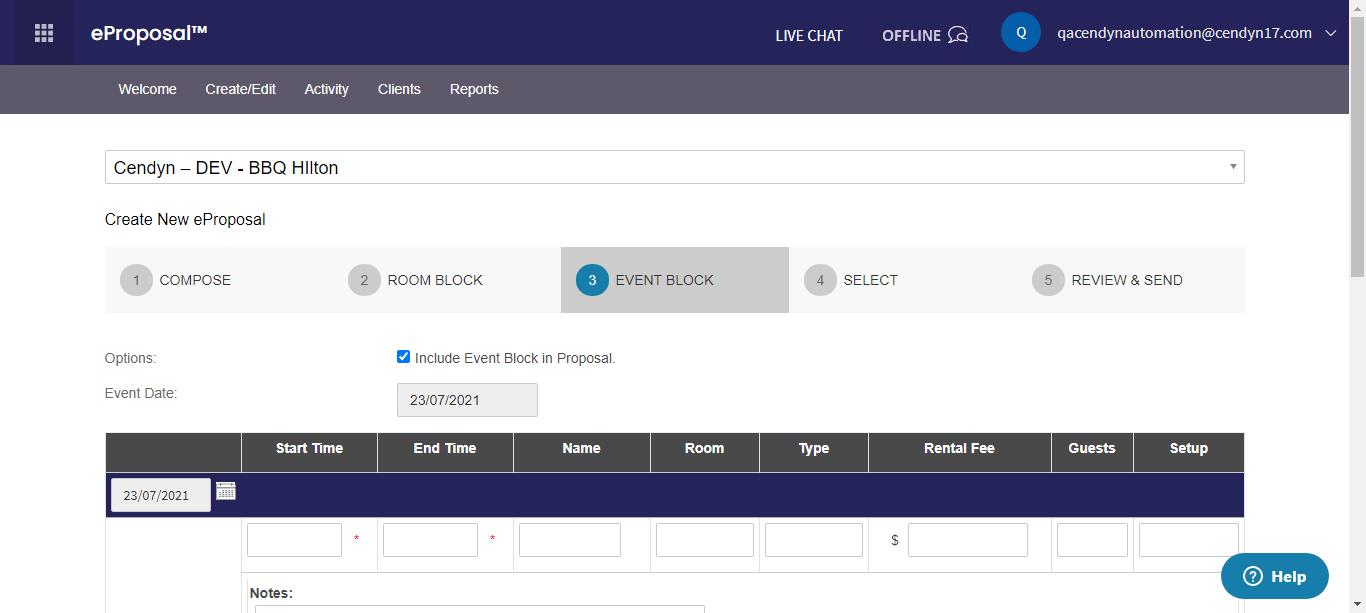 eProposal™ LIVE CHAT OFFLINE Q qacendynautomation@cendyn17.com
Welcome Create/Edit Activity Clients Reports
Cendyn – DEV - BBQ HIlton
Create New eProposal
1 COMPOSE 2 ROOM BLOCK 3 EVENT BLOCK 4 SELECT 5 REVIEW & SEND
Options: Include Event Block in Proposal.
Event Date: 23/07/2021
Start Time End Time Name Room Type Rental Fee Guests Setup
23/07/2021
* * $
Notes:
? Help